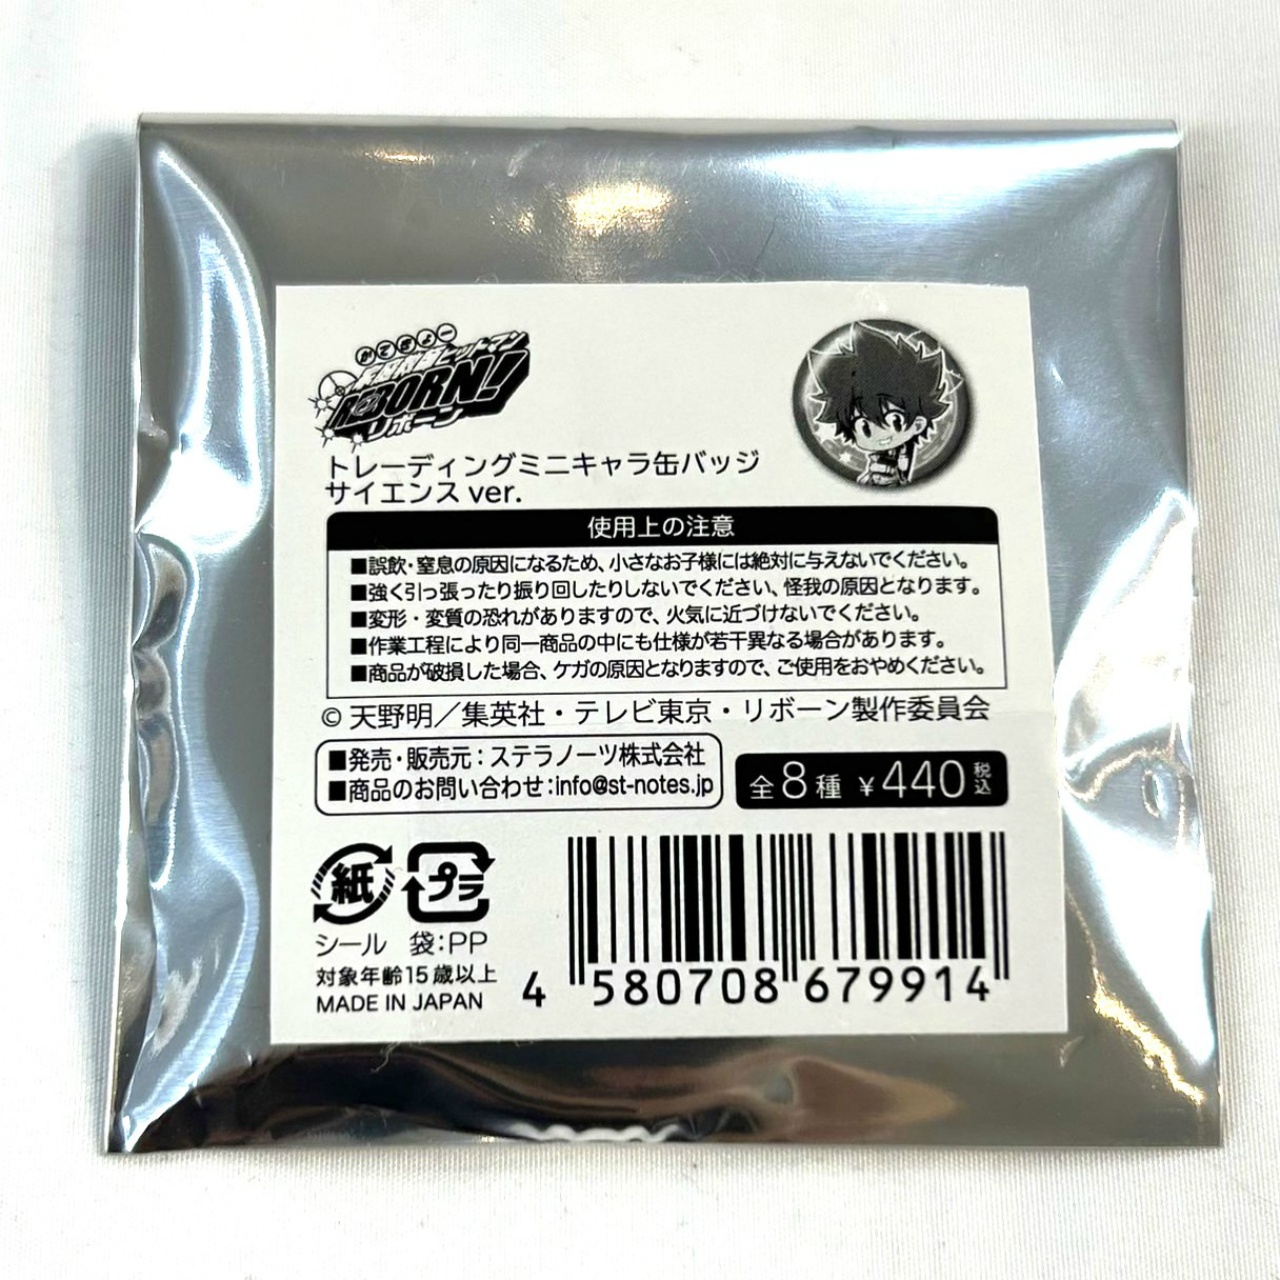 かてきょー
家庭教師ヒットマン
REBORN!
リボーン
トレーディングミニキャラ缶バッジ
サイエンス ver.
使用上の注意
■誤飲・窒息の原因になるため、小さなお子様には絶対に与えないでください。
■強く引っ張ったり振り回したりしないでください、怪我の原因となります。
■変形・変質の恐れがありますので、火気に近づけないでください。
■作業工程により同一商品の中にも仕様が若干異なる場合があります。
■商品が破損した場合、ケガの原因となりますので、ご使用をおやめください。
© 天野明／集英社・テレビ東京・リボーン製作委員会
■発売・販売元：ステラノーツ株式会社
■商品のお問い合わせ：info@st-notes.jp
全8種 ¥440税込
紙 プラ
シール 袋：PP
対象年齢15歳以上
MADE IN JAPAN
4 580708 679914